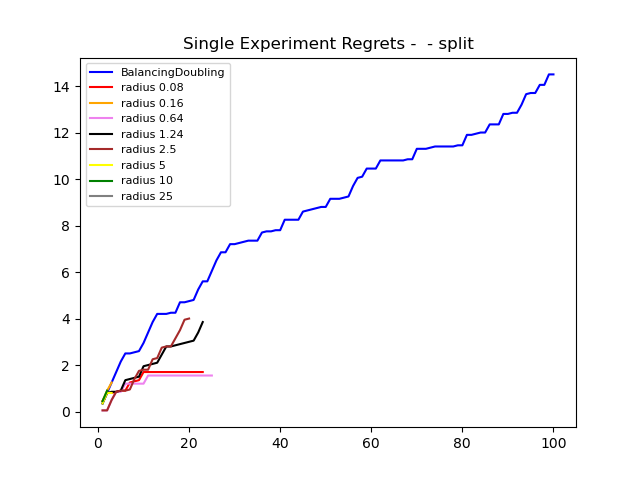 Single Experiment Regrets -  - split
BalancingDoubling
radius 0.08
radius 0.16
radius 0.64
radius 1.24
radius 2.5
radius 5
radius 10
radius 25
14
12
10
8
6
4
2
0
0 20 40 60 80 100